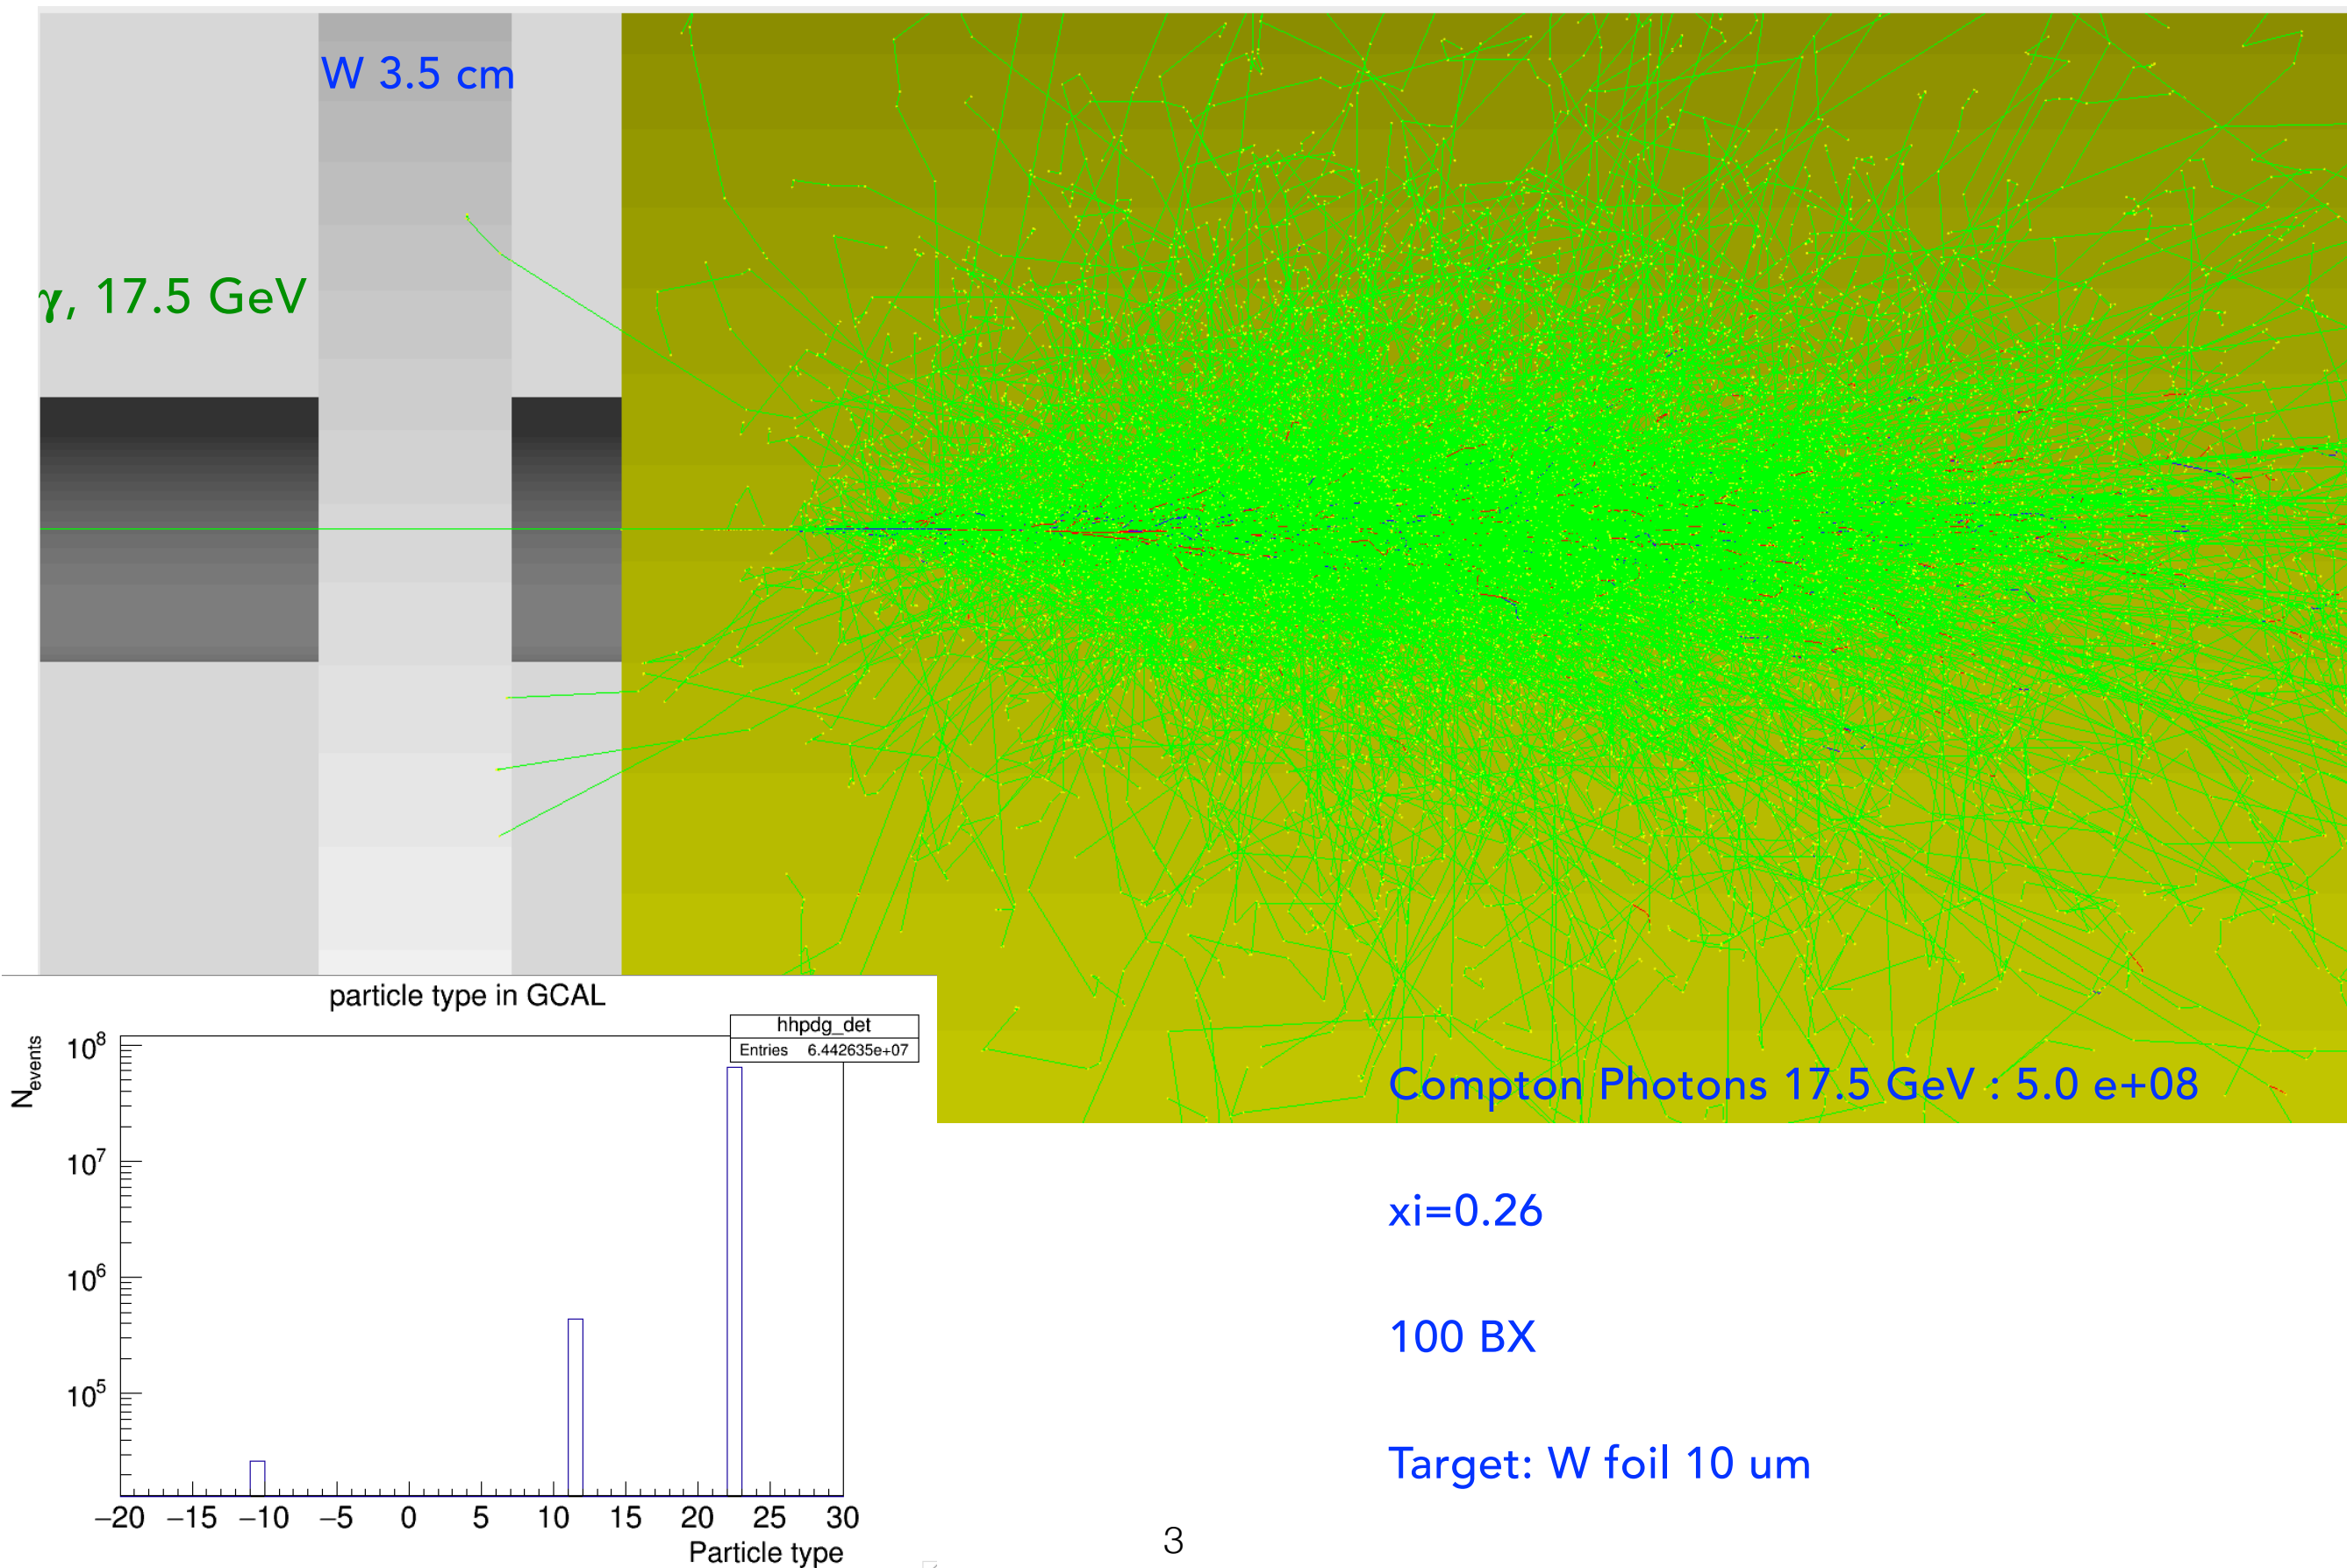 W 3.5 cm
γ, 17.5 GeV
particle type in GCAL
hhpdg_det
Entries 6.442635e+07
N_events
10^8
10^7
10^6
10^5
−20 −15 −10 −5 0 5 10 15 20 25 30
Particle type
Compton Photons 17.5 GeV : 5.0 e+08
xi=0.26
100 BX
Target: W foil 10 um
3